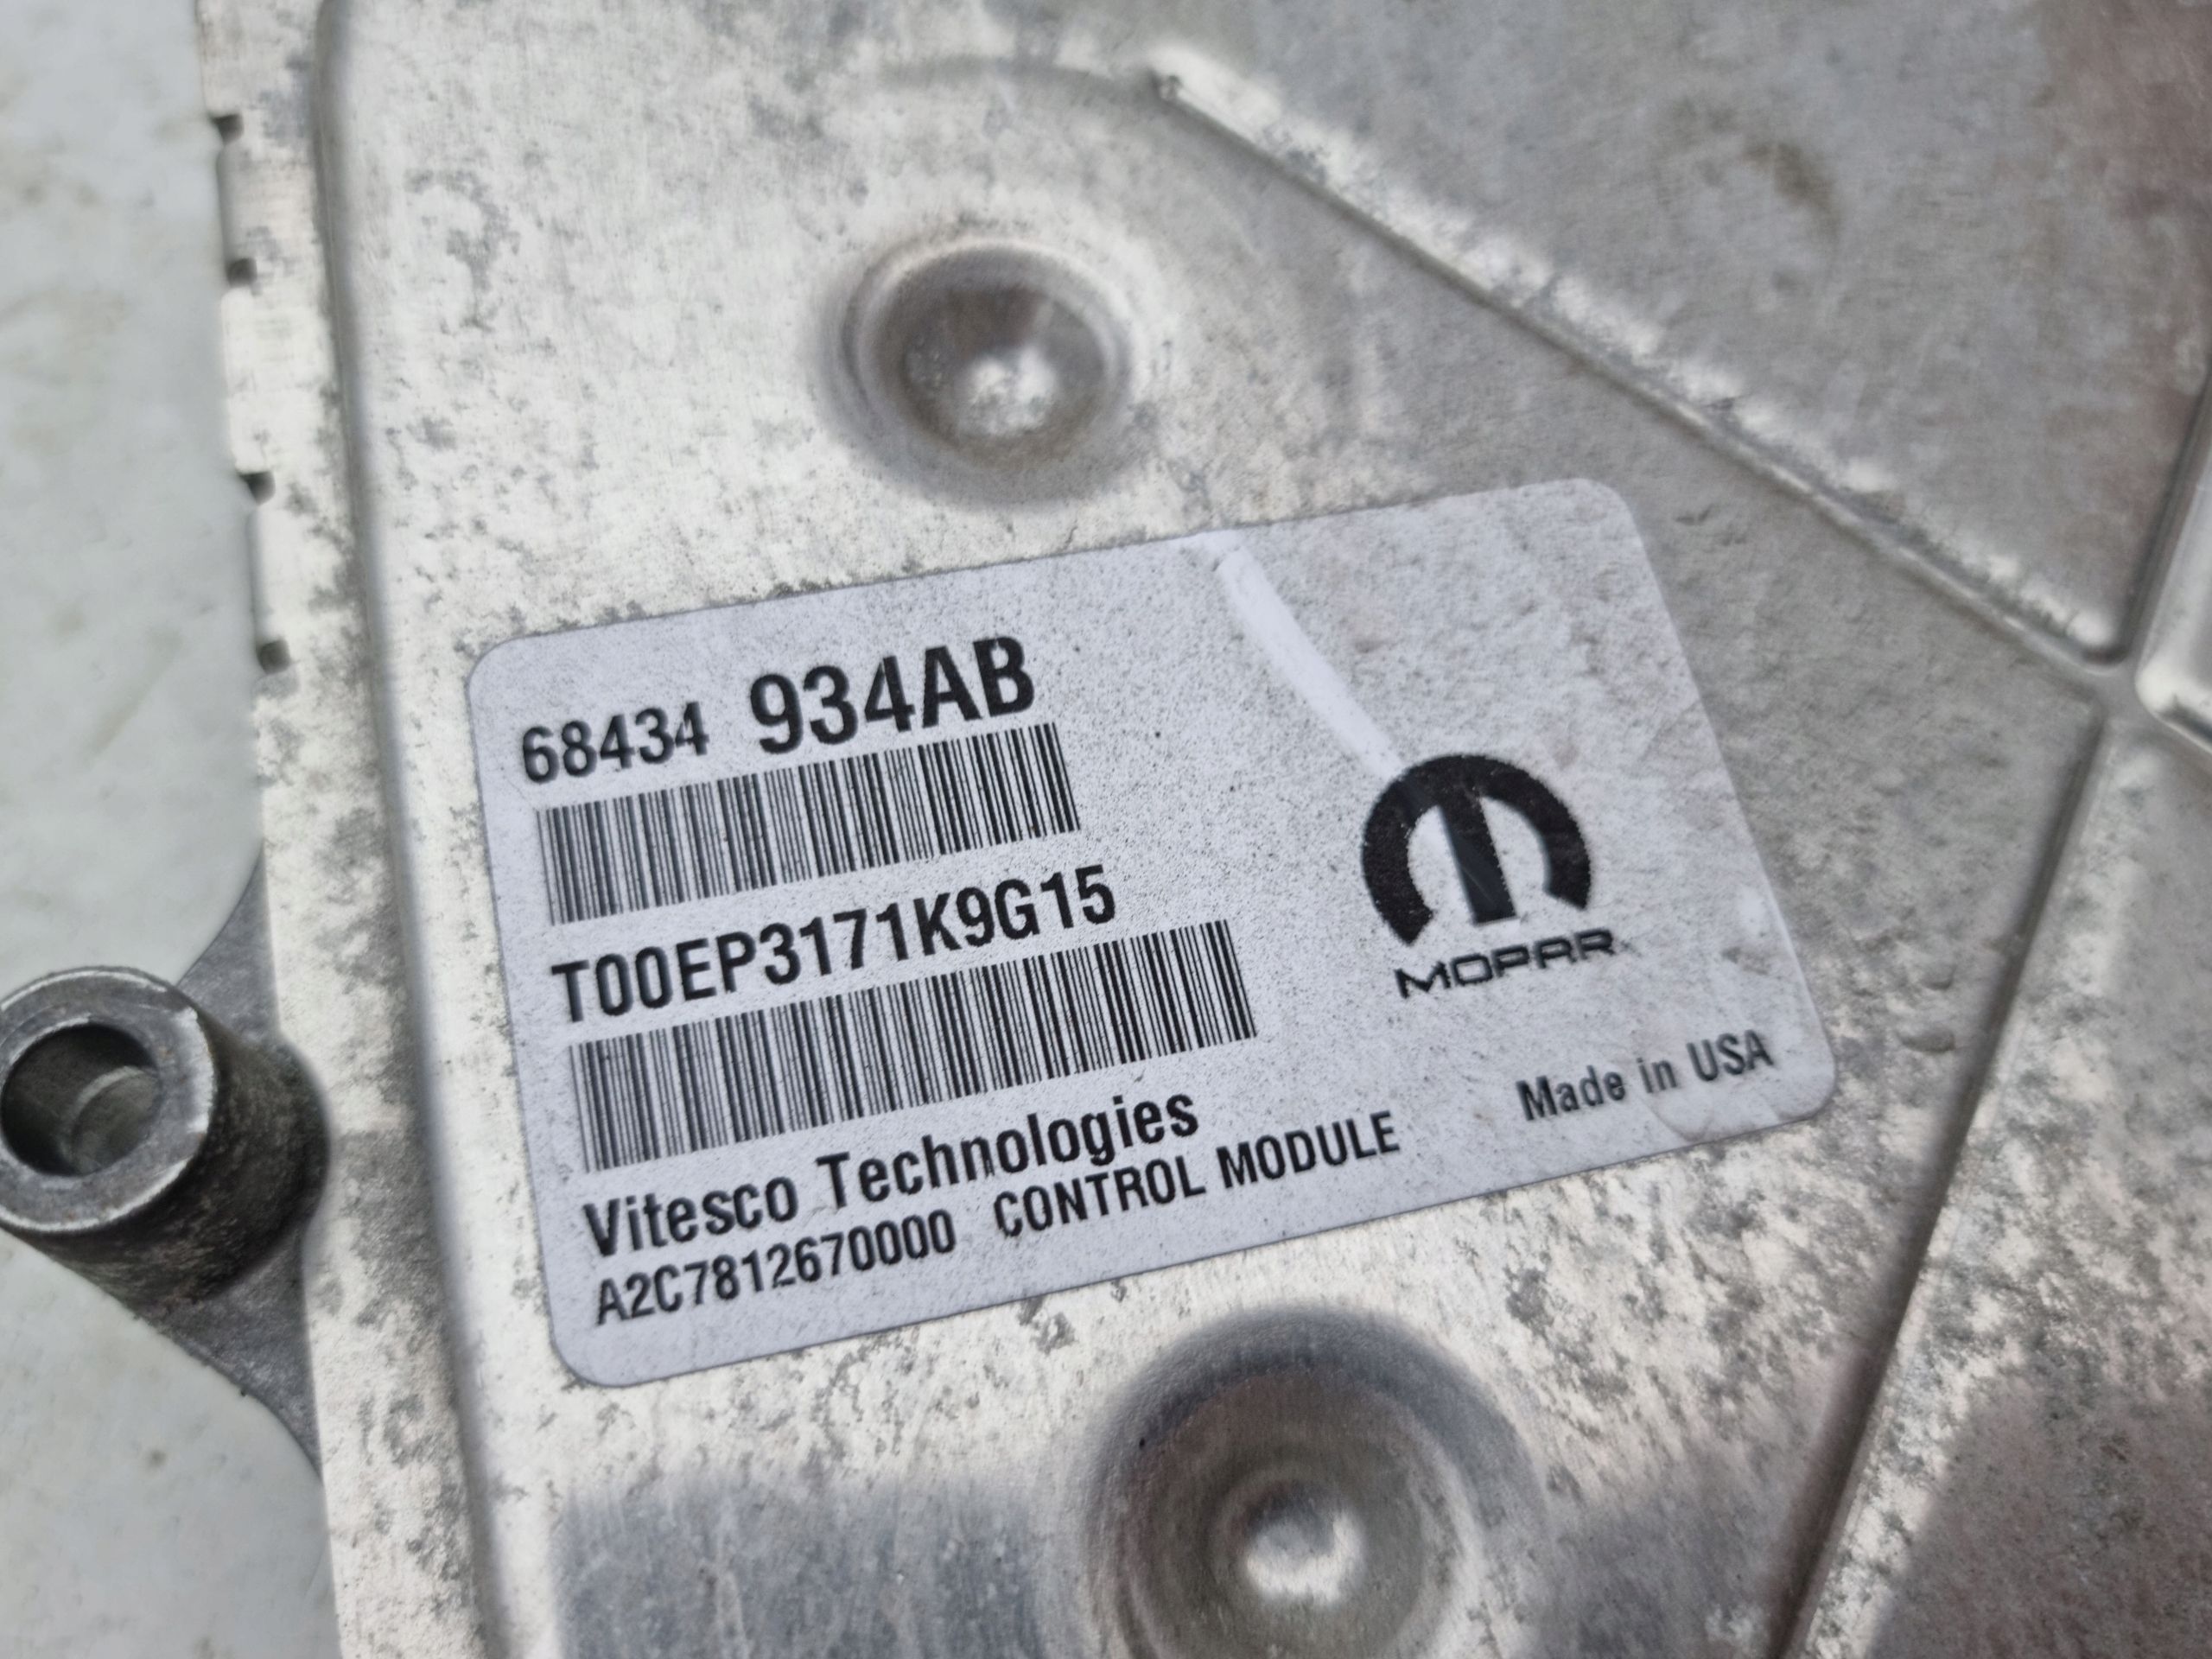 68434 934AB
T00EP3171K9G15
Vitesco Technologies
A2C7812670000 CONTROL MODULE
MOPAR
Made in USA